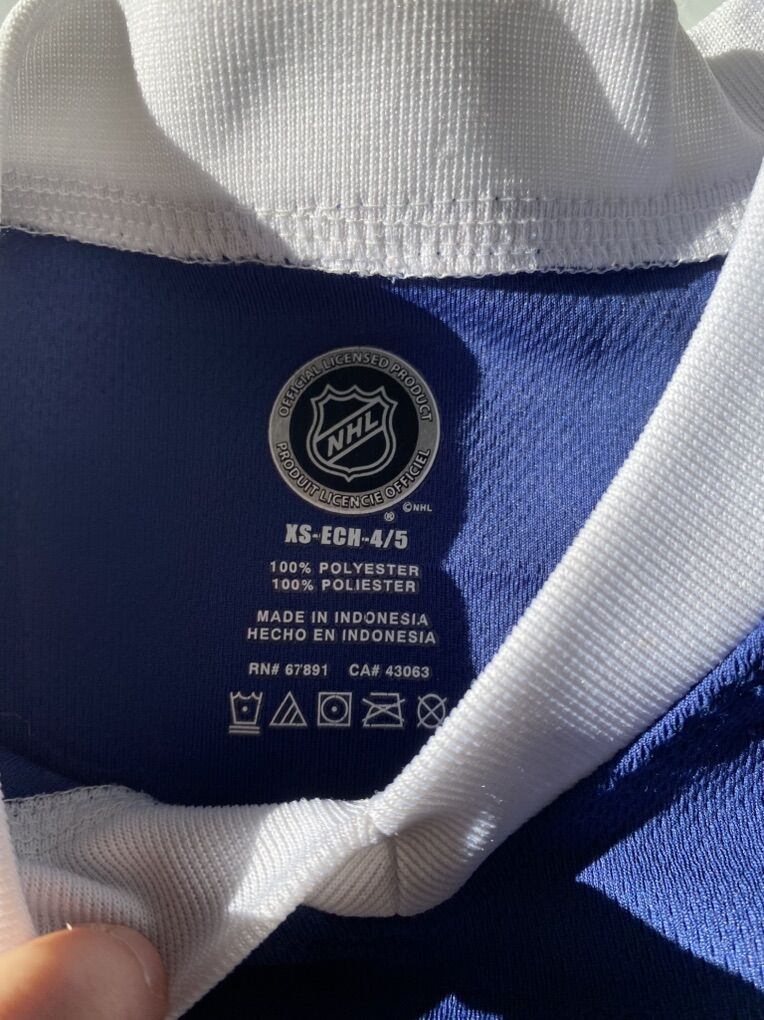 OFFICIAL LICENSED PRODUCT
NHL
PRODUIT LICENCIE OFFICIEL
® ©NHL
XS-ECH-4/5
100% POLYESTER
100% POLIESTER
MADE IN INDONESIA
HECHO EN INDONESIA
RN# 67891 CA# 43063